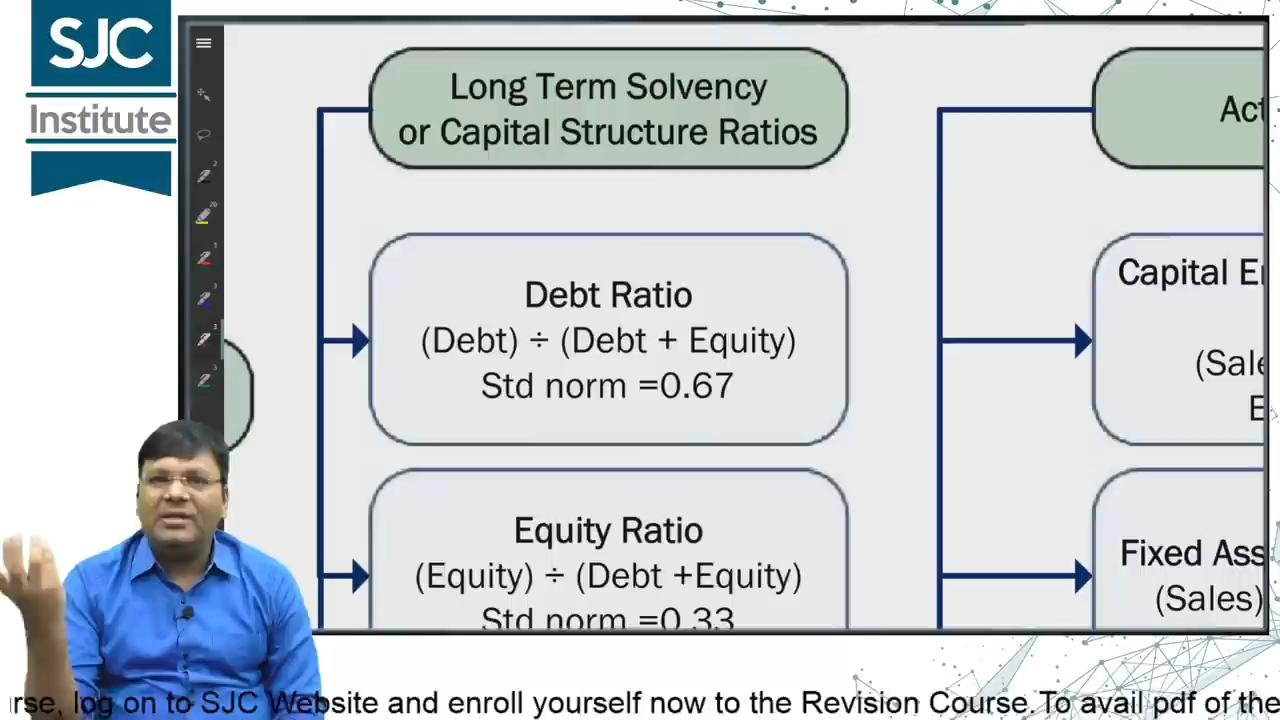 SJC
Institute
Long Term Solvency
or Capital Structure Ratios
Debt Ratio
(Debt) ÷ (Debt + Equity)
Std norm =0.67
Equity Ratio
(Equity) ÷ (Debt +Equity)
Std norm =0.33
Capital
(Sale
Fixed Ass
(Sales)
log on to SJC Website and enroll yourself now to the Revision Course. To avail pdf of the